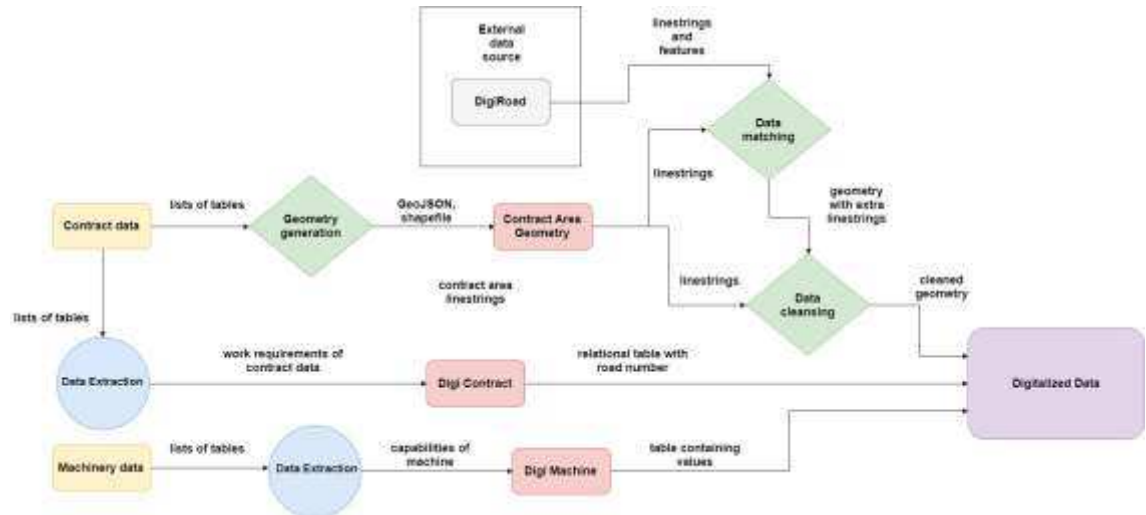 External
data
source
DigiRoad
linestrings
and
features
Data
matching
linestrings
geometry
with extra
linestrings
Contract data
lists of tables
Geometry
generation
GeoJSON,
shapefile
Contract Area
Geometry
contract area
linestrings
linestrings
Data
cleansing
cleaned
geometry
lists of tables
Data Extraction
work requirements of
contract data
Digi Contract
relational table with
road number
Digitalized Data
Machinery data
lists of tables
Data Extraction
capabilities of
machine
Digi Machine
table containing
values